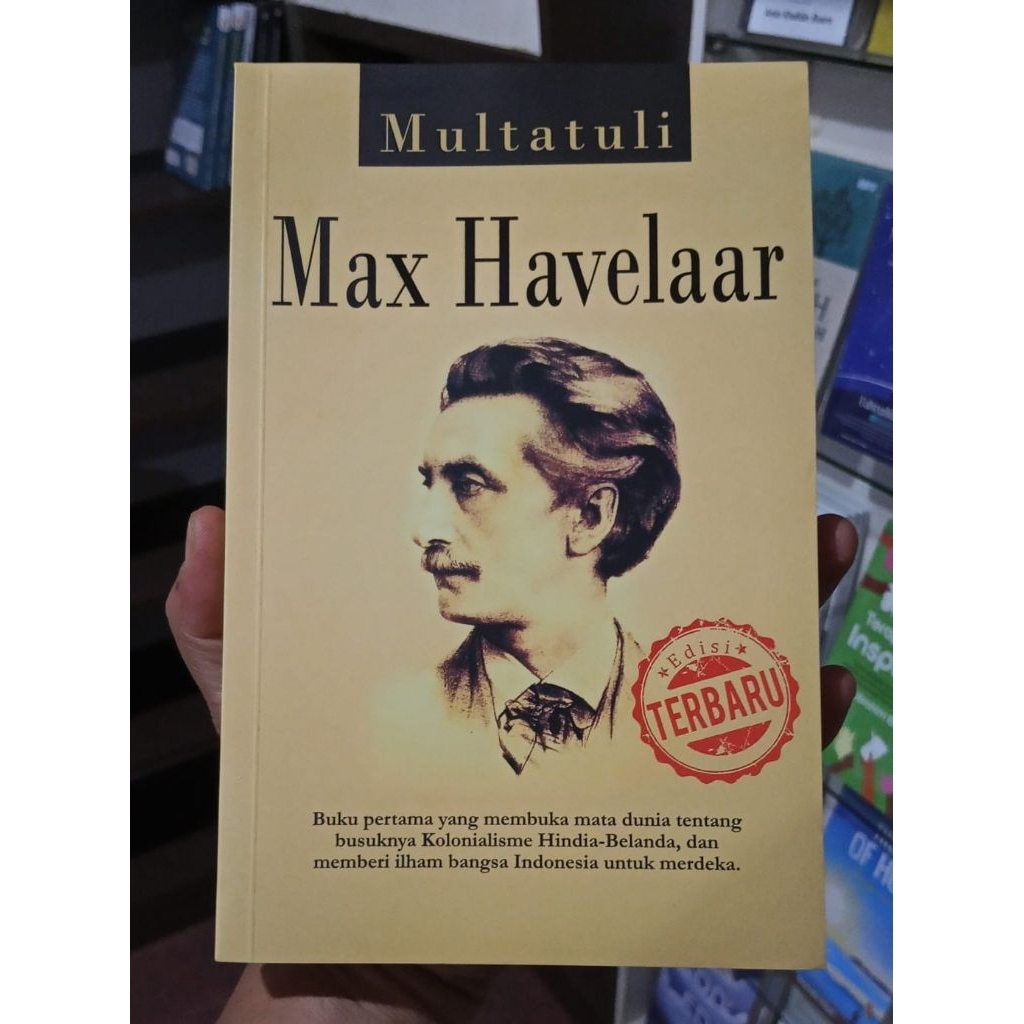 Multatuli
Max Havelaar
Edisi
TERBARU
Buku pertama yang membuka mata dunia tentang
busuknya Kolonialisme Hindia-Belanda, dan
memberi ilham bangsa Indonesia untuk merdeka.
OF